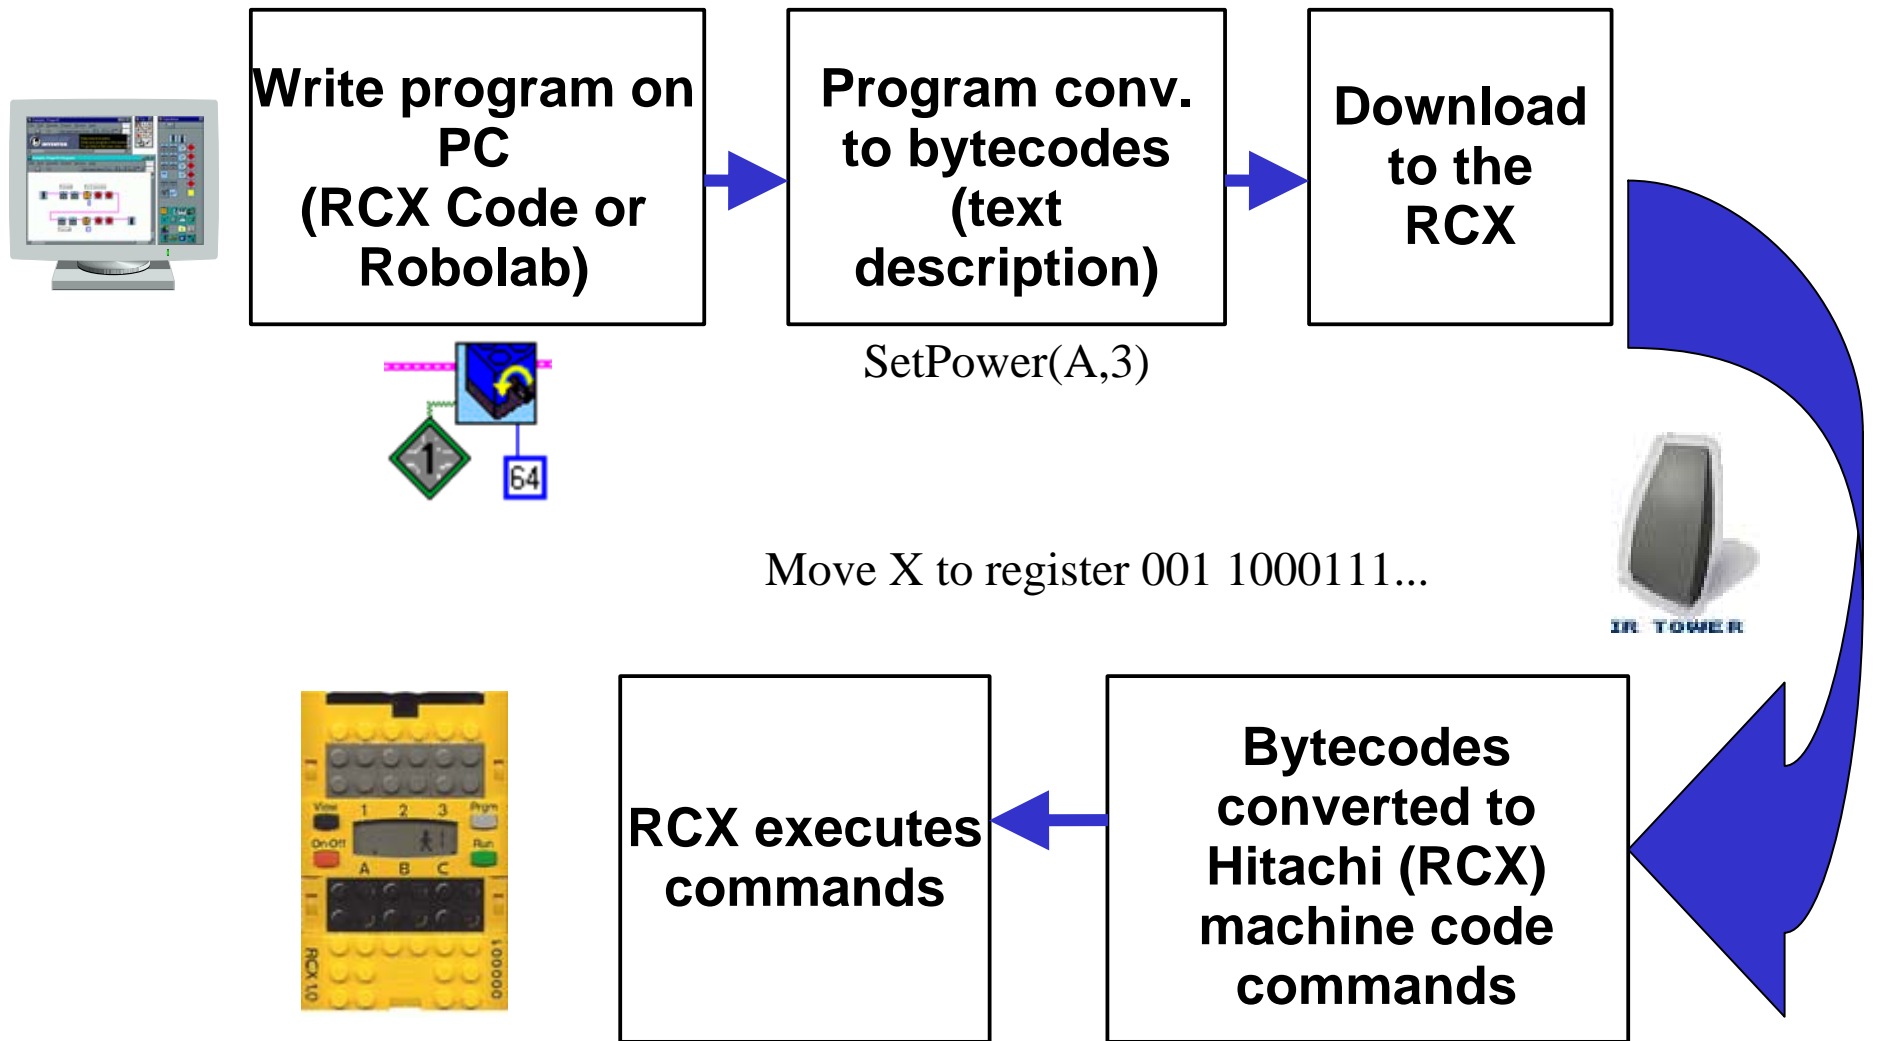 Write program on
PC
(RCX Code or
Robolab)
Program conv.
to bytecodes
(text
description)
Download
to the
RCX
SetPower(A,3)
1
64
Move X to register 001 1000111...
IR TOWER
View
1 2 3
Prgm
On-Off
Run
A B C
RCX 1.0
RCX executes
commands
Bytecodes
converted to
Hitachi (RCX)
machine code
commands